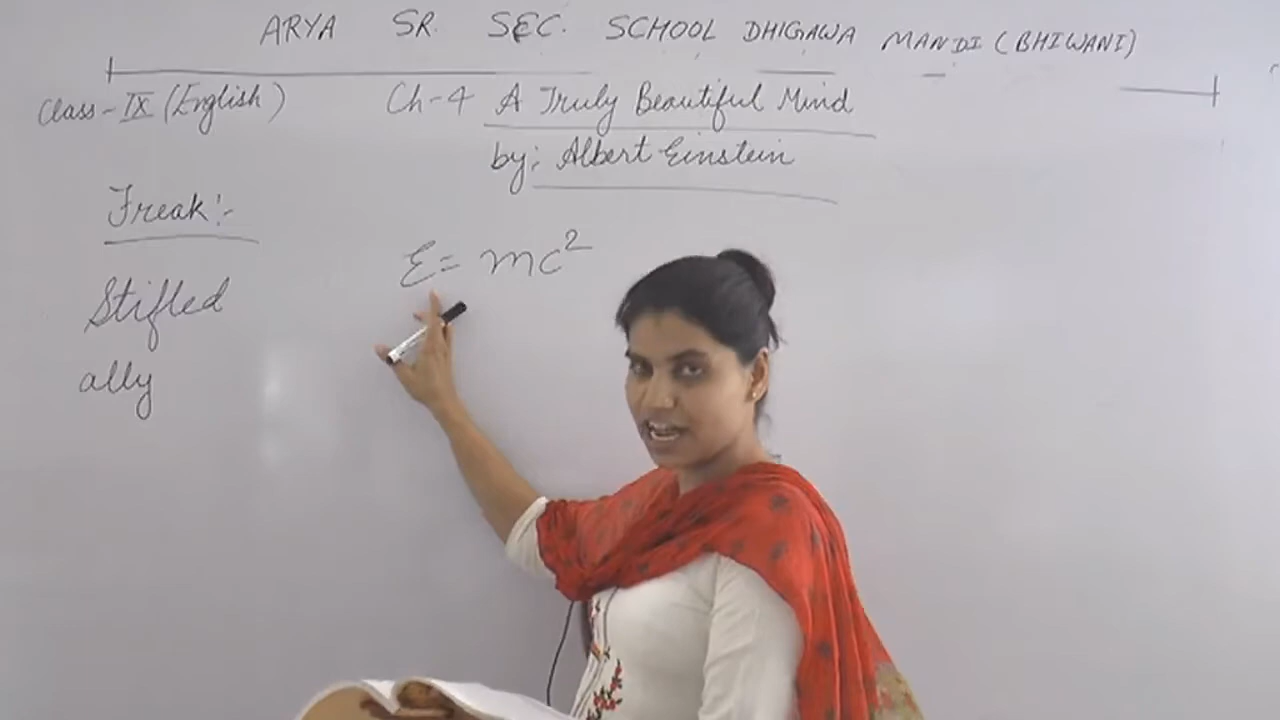 ARYA SR. SEC. SCHOOL DHIGAWA MANDI (BHIWANI)
Class-IX (English) Ch-4 A Truly Beautiful Mind
by: Albert Einstein
Freak:-
E = mc²
Stifled
ally